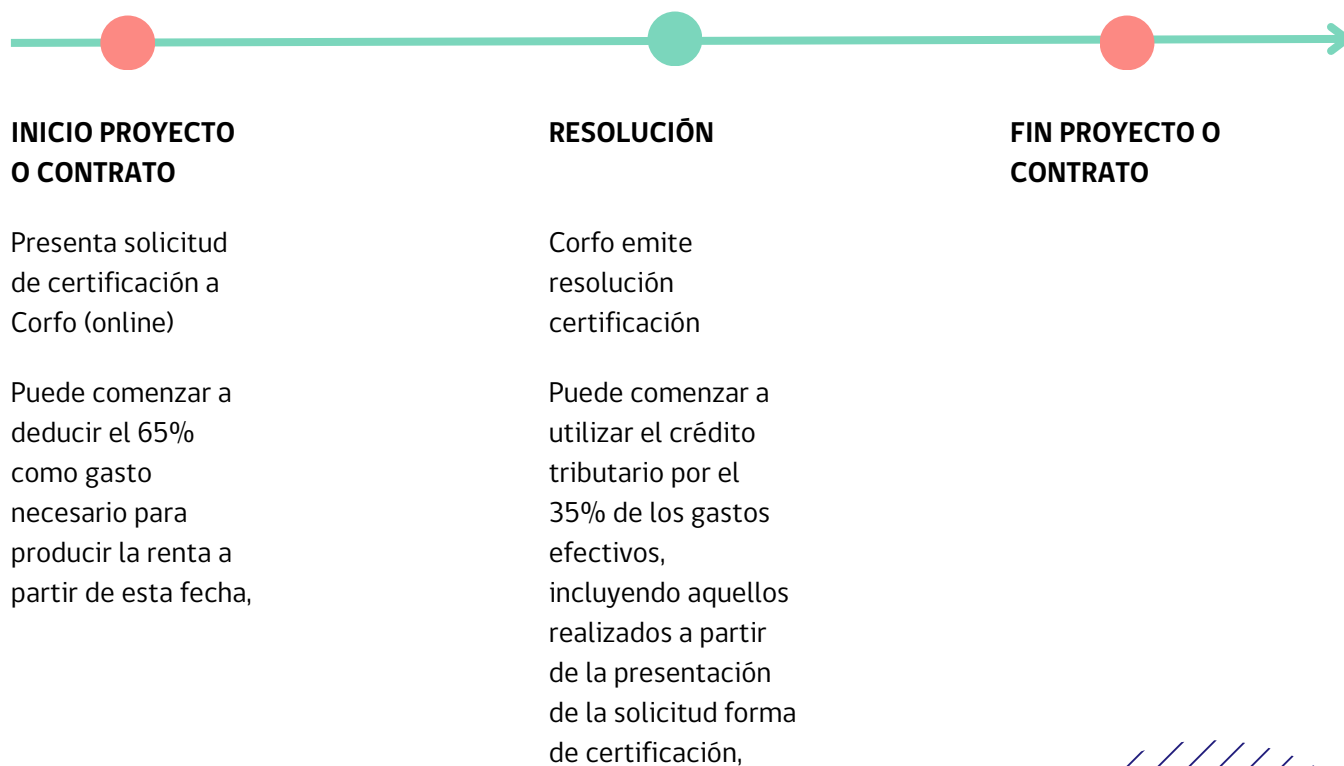 INICIO PROYECTO
O CONTRATO
Presenta solicitud
de certificación a
Corfo (online)
Puede comenzar a
deducir el 65%
como gasto
necesario para
producir la renta a
partir de esta fecha,
RESOLUCIÓN
Corfo emite
resolución
certificación
Puede comenzar a
utilizar el crédito
tributario por el
35% de los gastos
efectivos,
incluyendo aquellos
realizados a partir
de la presentación
de la solicitud forma
de certificación,
FIN PROYECTO O
CONTRATO